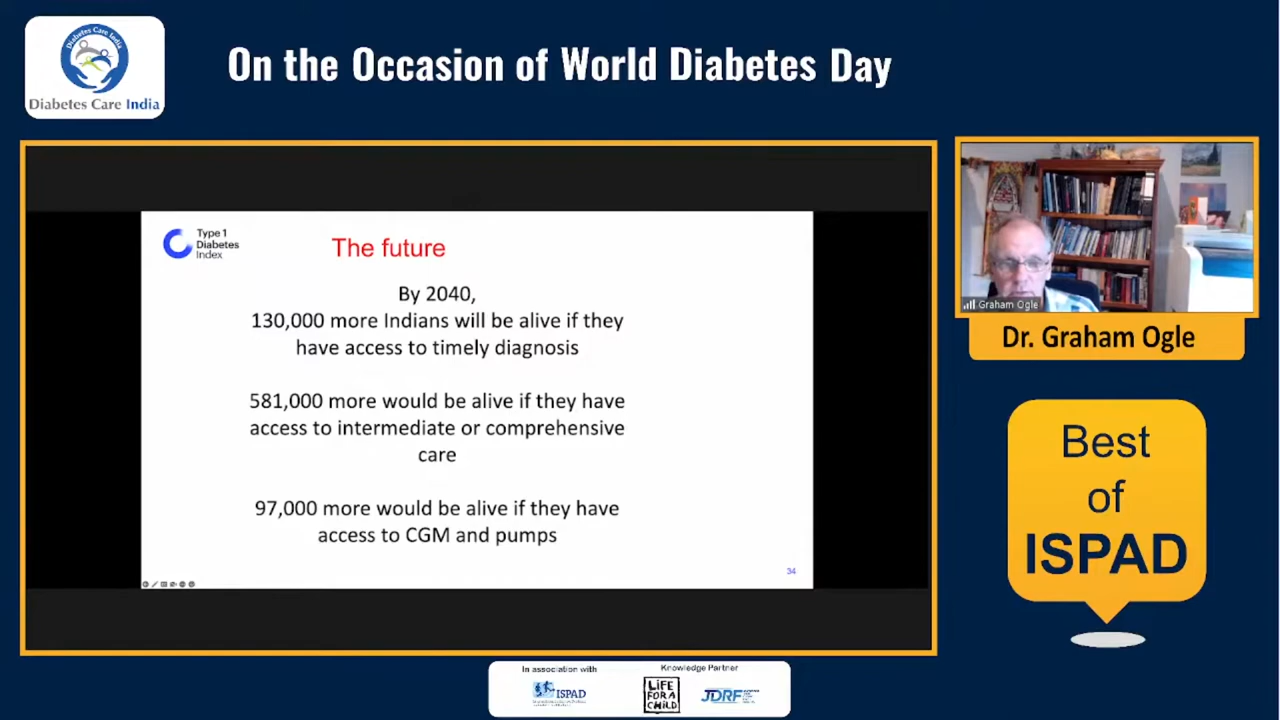 Diabetes Care India
Diabetes Care India
On the Occasion of World Diabetes Day
Type 1
Diabetes
Index
The future
By 2040,
130,000 more Indians will be alive if they
have access to timely diagnosis
581,000 more would be alive if they have
access to intermediate or comprehensive
care
97,000 more would be alive if they have
access to CGM and pumps
34
Graham Ogle
Dr. Graham Ogle
Best
of
ISPAD
In association with
ISPAD
Knowledge Partner
LiFE
FOR A
CHiLD
JDRF